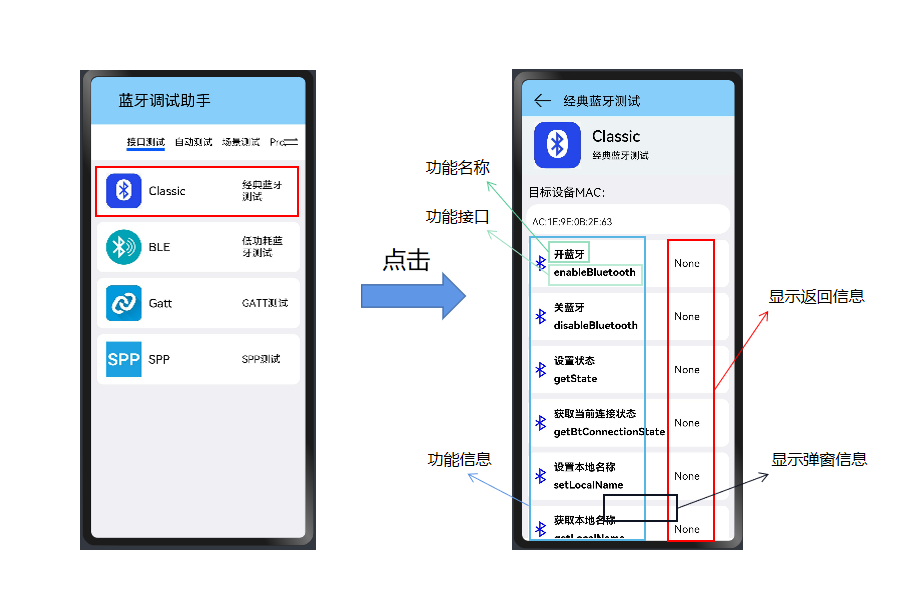 蓝牙调试助手
接口测试 自动测试 场景测试 Pro
Classic
经典蓝牙
测试
BLE
低功耗蓝
牙测试
Gatt
GATT测试
SPP
SPP
SPP测试
点击
功能名称
功能接口
功能信息
经典蓝牙测试
Classic
经典蓝牙测试
目标设备MAC:
AC:1E:9E:0B:2E:63
开蓝牙
enableBluetooth
None
关蓝牙
disableBluetooth
None
设置状态
getState
None
获取当前连接状态
getBtConnectionState
None
设置本地名称
setLocalName
None
获取本地名称
getLocalName
None
显示返回信息
显示弹窗信息